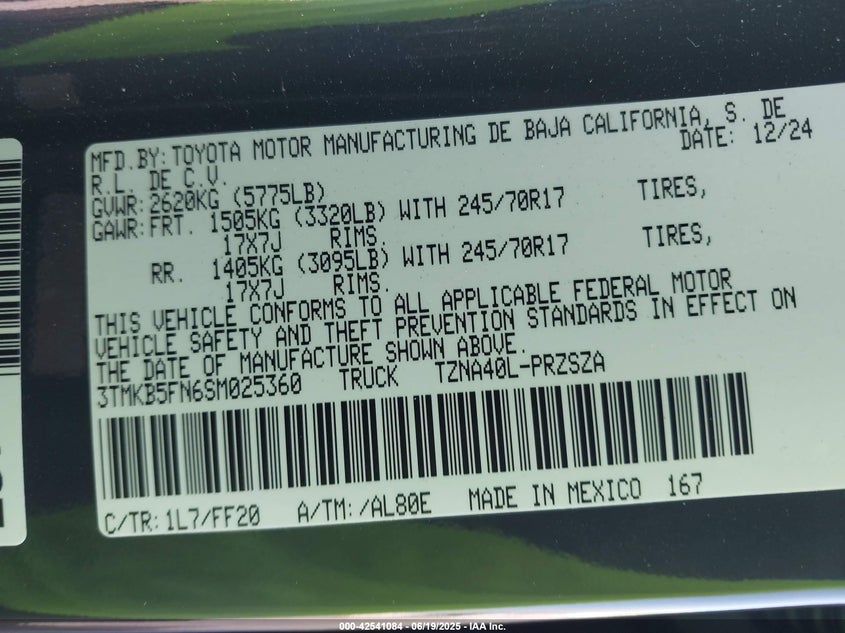 MFD.BY: TOYOTA MOTOR MANUFACTURING DE BAJA CALIFORNIA, S. DE
R.L. DE C.V. DATE: 12/24
GVWR: 2620KG (5775LB)
GAWR: FRT. 1505KG (3320LB) WITH 245/70R17 TIRES,
17X7J RIMS.
RR. 1405KG (3095LB) WITH 245/70R17 TIRES,
17X7J RIMS.
THIS VEHICLE CONFORMS TO ALL APPLICABLE FEDERAL MOTOR
VEHICLE SAFETY AND THEFT PREVENTION STANDARDS IN EFFECT ON
THE DATE OF MANUFACTURE SHOWN ABOVE.
3TMKB5FN6SM025360 TRUCK TZNA40L-PRZSZA
C/TR: 1L7/FF20 A/TM: /AL80E MADE IN MEXICO 167
000-42541084 - 06/19/2025 - IAA Inc.